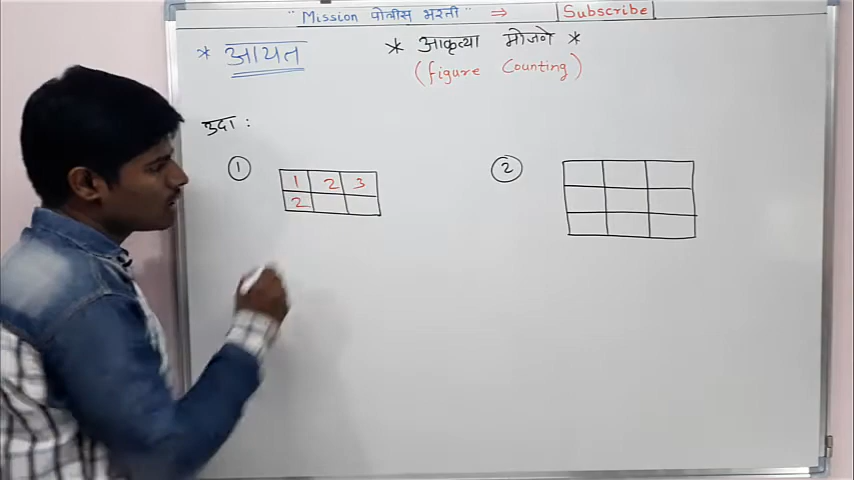 " Mission पोलीस भरती " ⇒ Subscribe
* आयत
* आकृत्या मोजणे *
(figure Counting)
उदा :
1
1 2 3
2
2